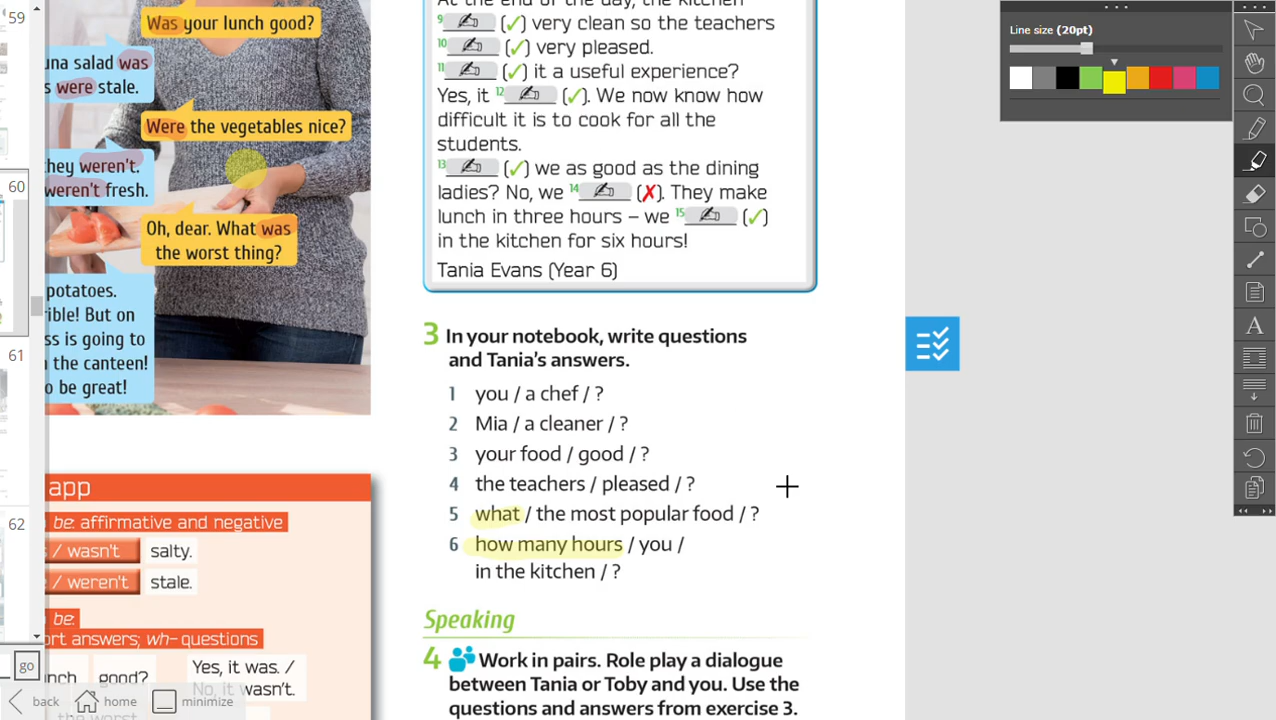 59
Was your lunch good?
una salad was
s were stale.
Were the vegetables nice?
hey weren't.
weren't fresh.
Oh, dear. What was
the worst thing?
potatoes.
rible! But on
ss is going to
n the canteen!
o be great!
app
be: affirmative and negative
/ wasn't salty.
/ weren't stale.
be:
ort answers; wh- questions
unch good? Yes, it was. /
No, it wasn't.
the worst
60
61
62
go
back home minimize
At the end of the day, the kitchen
9 (✓) very clean so the teachers
10 (✓) very pleased.
11 (✓) it a useful experience?
Yes, it 12 (✓). We now know how
difficult it is to cook for all the
students.
13 (✓) we as good as the dining
ladies? No, we 14 (✗). They make
lunch in three hours – we 15 (✓)
in the kitchen for six hours!
Tania Evans (Year 6)
3 In your notebook, write questions
and Tania's answers.
1 you / a chef / ?
2 Mia / a cleaner / ?
3 your food / good / ?
4 the teachers / pleased / ?
5 what / the most popular food / ?
6 how many hours / you /
in the kitchen / ?
Speaking
4 Work in pairs. Role play a dialogue
between Tania or Toby and you. Use the
questions and answers from exercise 3.
Line size (20pt)
A